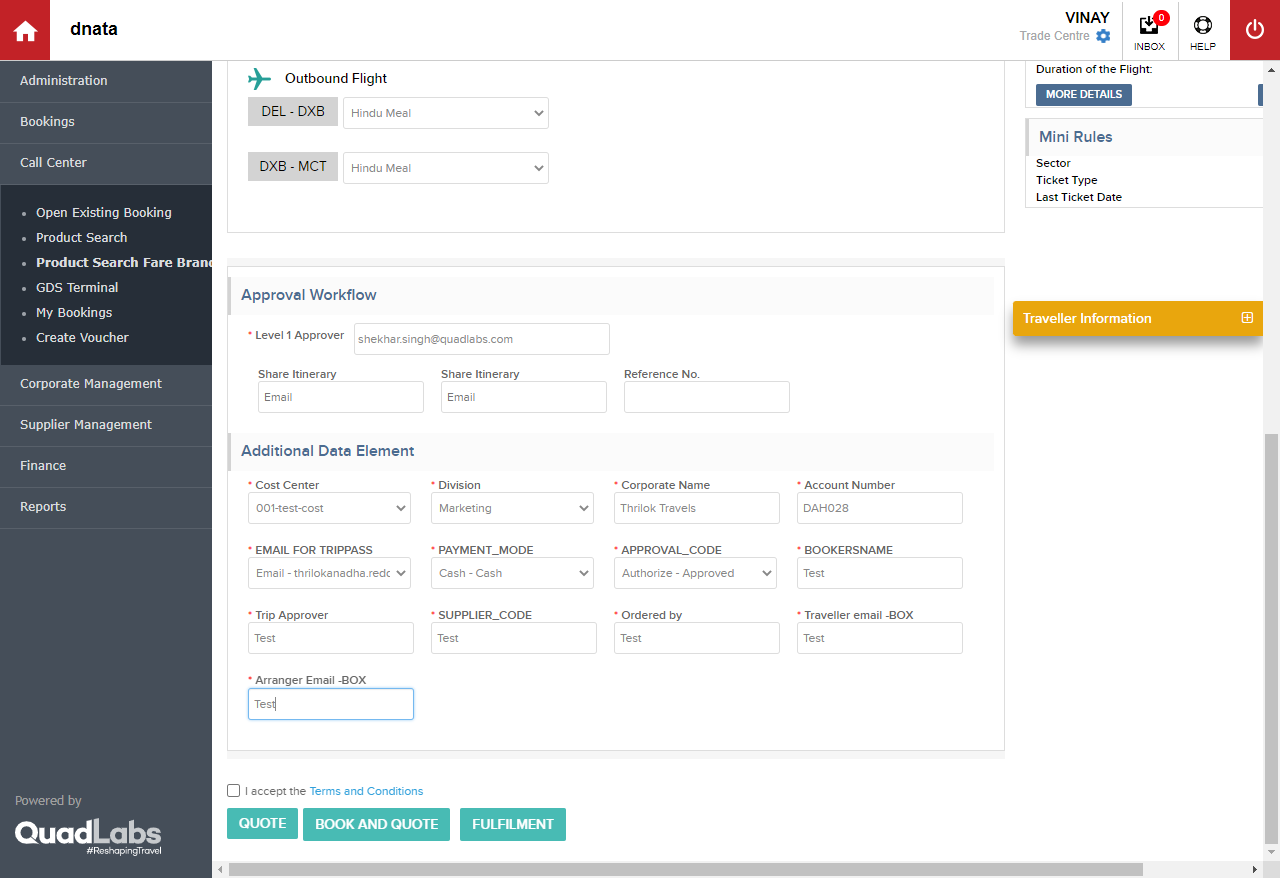 dnata
VINAY
Trade Centre
0
INBOX
HELP
Administration
Bookings
Call Center
Open Existing Booking
Product Search
Product Search Fare Brand
GDS Terminal
My Bookings
Create Voucher
Corporate Management
Supplier Management
Finance
Reports
Powered by
QuadLabs
#ReshapingTravel
Outbound Flight
DEL - DXB
Hindu Meal
DXB - MCT
Hindu Meal
Approval Workflow
* Level 1 Approver
shekhar.singh@quadlabs.com
Share Itinerary
Share Itinerary
Reference No.
Email
Email
Additional Data Element
* Cost Center
* Division
* Corporate Name
* Account Number
001-test-cost
Marketing
Thrilok Travels
DAH028
* EMAIL FOR TRIPPASS
* PAYMENT_MODE
* APPROVAL_CODE
* BOOKERSNAME
Email - thrilokanadha.redc
Cash - Cash
Authorize - Approved
Test
* Trip Approver
* SUPPLIER_CODE
* Ordered by
* Traveller email -BOX
Test
Test
Test
Test
* Arranger Email -BOX
Test
I accept the Terms and Conditions
QUOTE
BOOK AND QUOTE
FULFILMENT
Duration of the Flight:
MORE DETAILS
Mini Rules
Sector
Ticket Type
Last Ticket Date
Traveller Information